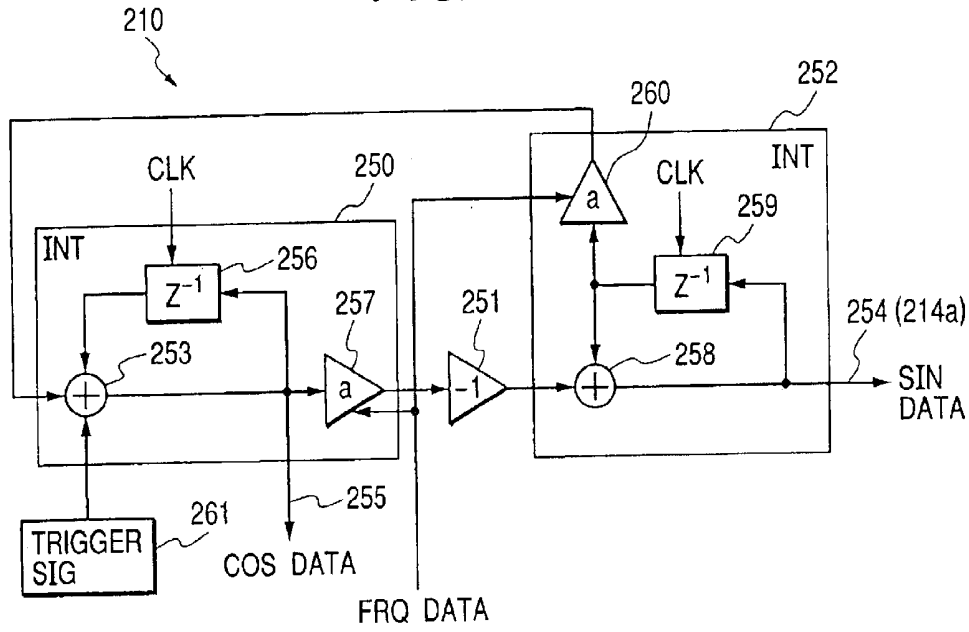 210
252
260
INT
CLK
250
a
CLK
259
INT
256
Z⁻¹
257
251
Z⁻¹
254 (214a)
253
258
+
a
-1
+
SIN
DATA
255
261
TRIGGER
SIG
COS DATA
FRQ DATA